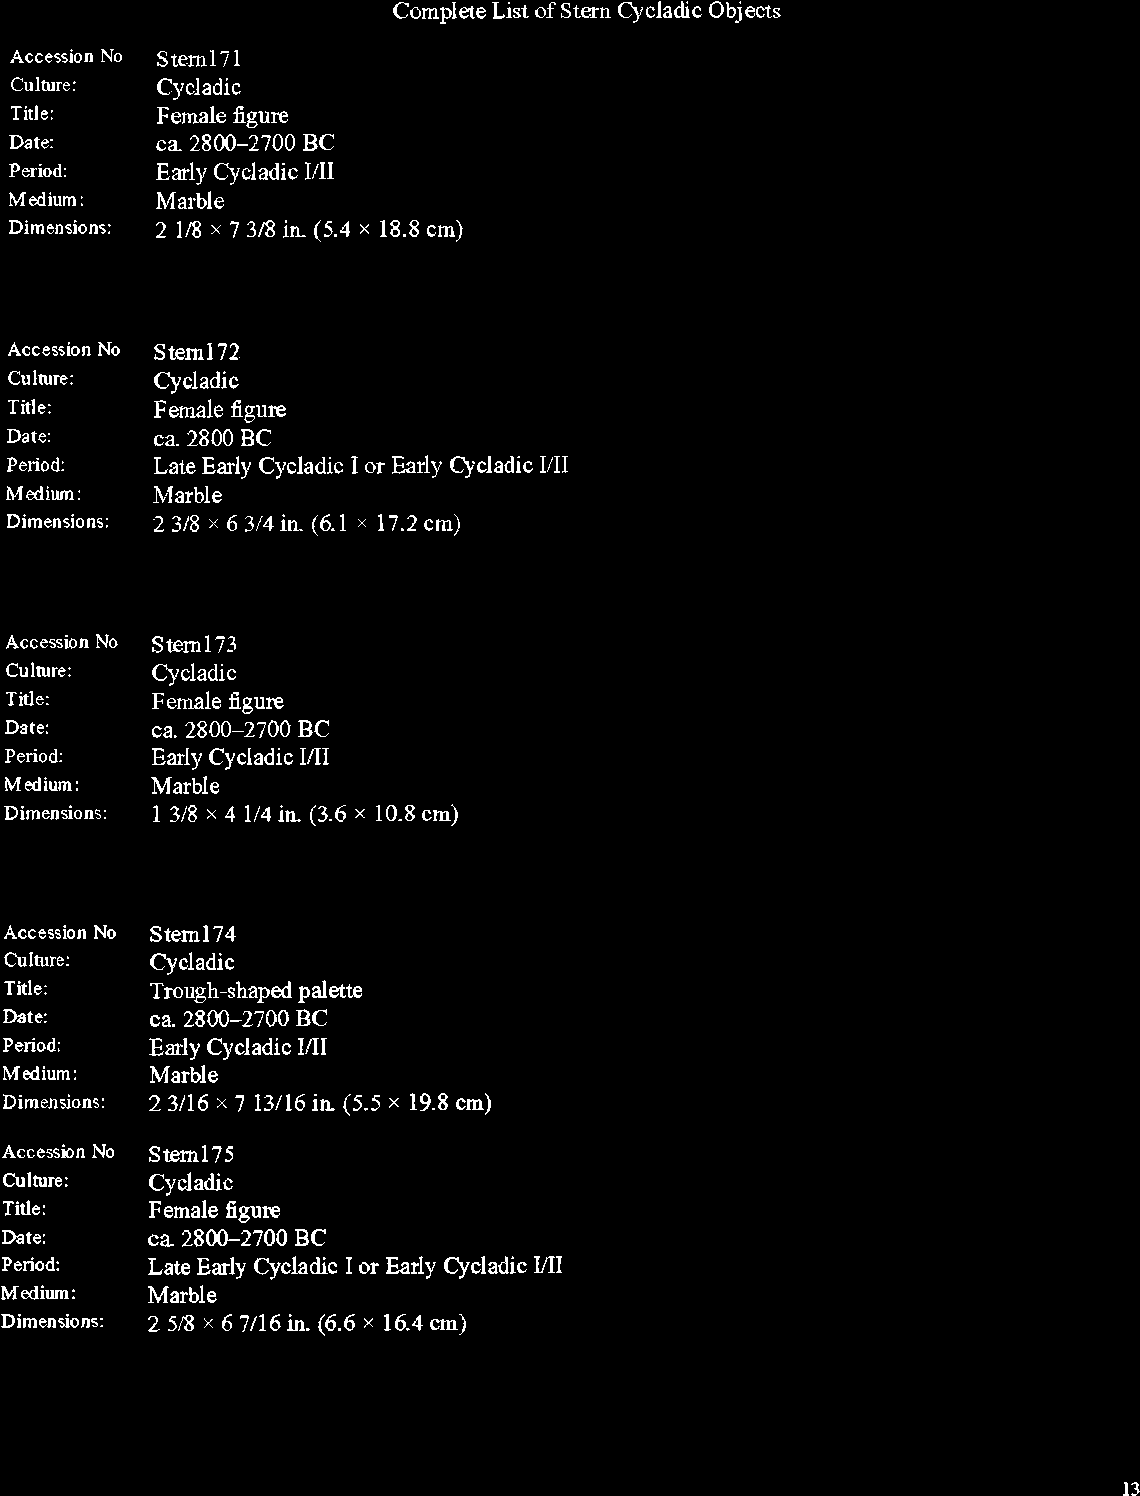 Complete List of Stern Cycladic Objects
Accession No Stern171
Culture: Cycladic
Title: Female figure
Date: ca. 2800–2700 BC
Period: Early Cycladic I/II
Medium: Marble
Dimensions: 2 1/8 × 7 3/8 in. (5.4 × 18.8 cm)
Accession No Stern172
Culture: Cycladic
Title: Female figure
Date: ca. 2800 BC
Period: Late Early Cycladic I or Early Cycladic I/II
Medium: Marble
Dimensions: 2 3/8 × 6 3/4 in. (6.1 × 17.2 cm)
Accession No Stern173
Culture: Cycladic
Title: Female figure
Date: ca. 2800–2700 BC
Period: Early Cycladic I/II
Medium: Marble
Dimensions: 1 3/8 × 4 1/4 in. (3.6 × 10.8 cm)
Accession No Stern174
Culture: Cycladic
Title: Trough-shaped palette
Date: ca. 2800–2700 BC
Period: Early Cycladic I/II
Medium: Marble
Dimensions: 2 3/16 × 7 13/16 in. (5.5 × 19.8 cm)
Accession No Stern175
Culture: Cycladic
Title: Female figure
Date: ca. 2800–2700 BC
Period: Late Early Cycladic I or Early Cycladic I/II
Medium: Marble
Dimensions: 2 5/8 × 6 7/16 in. (6.6 × 16.4 cm)
13